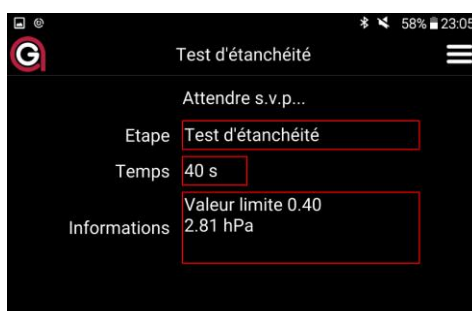 58% 23:05
Test d'étanchéité
Attendre s.v.p...
Etape Test d'étanchéité
Temps 40 s
Informations Valeur limite 0.40
2.81 hPa